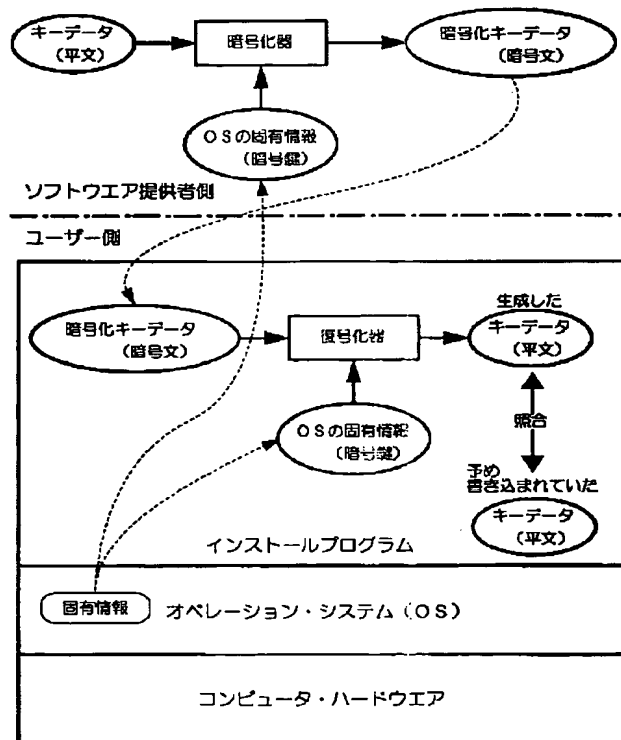 キーデータ
(平文)
暗号化器
暗号化キーデータ
(暗号文)
OSの固有情報
(暗号鍵)
ソフトウエア提供者側
ユーザー側
暗号化キーデータ
(暗号文)
復号化器
生成した
キーデータ
(平文)
OSの固有情報
(暗号鍵)
照合
予め
書き込まれていた
キーデータ
(平文)
インストールプログラム
固有情報
オペレーション・システム(OS)
コンピュータ・ハードウエア